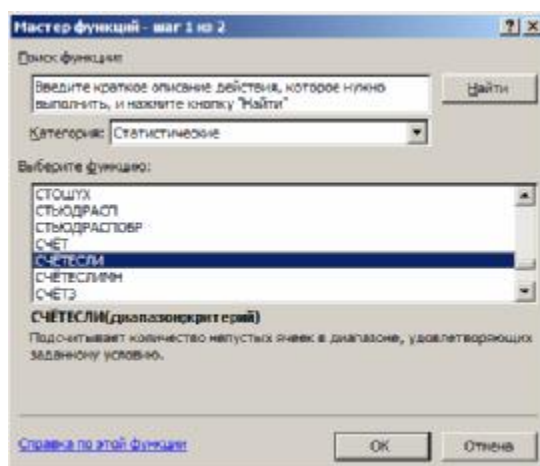 Мастер функций - шаг 1 из 2
Поиск функции:
Введите краткое описание действия, которое нужно
выполнить, и нажмите кнопку "Найти"
Найти
Категория: Статистические
Выберите функцию:
СТОШYX
СТЬЮДРАСП
СТЬЮДРАСПОБР
СЧЁТ
СЧЁТЕСЛИ
СЧЁТЕСЛИМН
СЧЁТЗ
СЧЁТЕСЛИ(диапазон;критерий)
Подсчитывает количество непустых ячеек в диапазоне, удовлетворяющих
заданному условию.
Справка по этой функции
ОК
Отмена